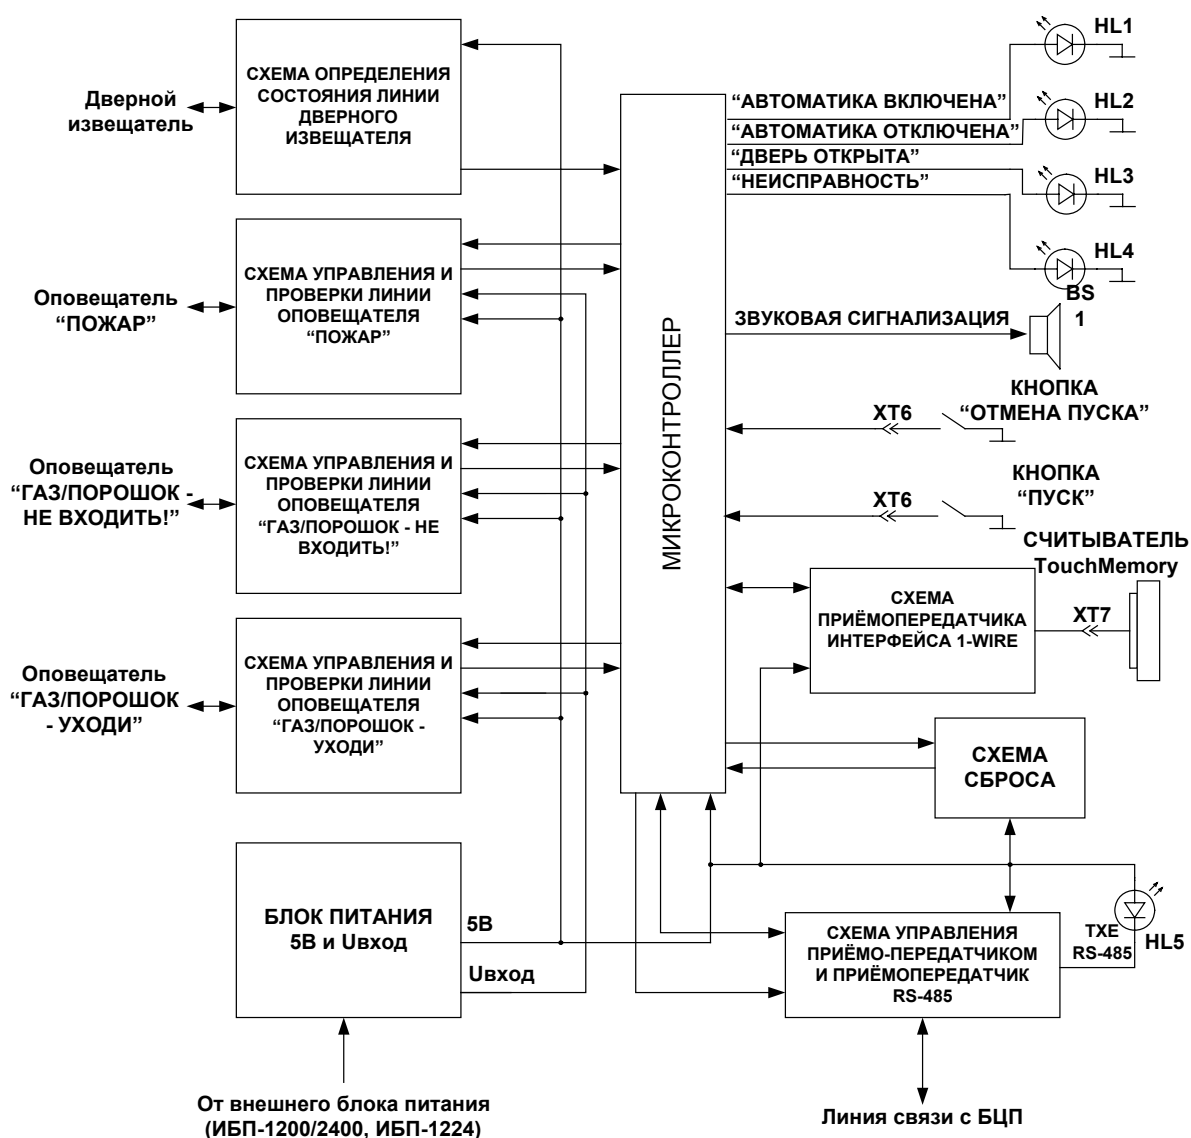 HL1
СХЕМА ОПРЕДЕЛЕНИЯ
СОСТОЯНИЯ ЛИНИИ
ДВЕРНОГО
ИЗВЕЩАТЕЛЯ
Дверной
извещатель
“АВТОМАТИКА ВКЛЮЧЕНА”
HL2
“АВТОМАТИКА ОТКЛЮЧЕНА”
“ДВЕРЬ ОТКРЫТА”
HL3
“НЕИСПРАВНОСТЬ”
HL4
Оповещатель
“ПОЖАР”
СХЕМА УПРАВЛЕНИЯ И
ПРОВЕРКИ ЛИНИИ
ОПОВЕЩАТЕЛЯ
“ПОЖАР”
BS
1
ЗВУКОВАЯ СИГНАЛИЗАЦИЯ
МИКРОКОНТРОЛЛЕР
КНОПКА
“ОТМЕНА ПУСКА”
XT6
Оповещатель
“ГАЗ/ПОРОШОК -
НЕ ВХОДИТЬ!”
СХЕМА УПРАВЛЕНИЯ И
ПРОВЕРКИ ЛИНИИ
ОПОВЕЩАТЕЛЯ
“ГАЗ/ПОРОШОК - НЕ
ВХОДИТЬ!”
КНОПКА
“ПУСК”
XT6
СЧИТЫВАТЕЛЬ
TouchMemory
СХЕМА
ПРИЁМОПЕРЕДАТЧИКА
ИНТЕРФЕЙСА 1-WIRE
XT7
Оповещатель
“ГАЗ/ПОРОШОК
- УХОДИ”
СХЕМА УПРАВЛЕНИЯ И
ПРОВЕРКИ ЛИНИИ
ОПОВЕЩАТЕЛЯ
“ГАЗ/ПОРОШОК -
УХОДИ”
СХЕМА
СБРОСА
БЛОК ПИТАНИЯ
5В и Uвход
5В
Uвход
СХЕМА УПРАВЛЕНИЯ
ПРИЁМО-ПЕРЕДАТЧИКОМ
И ПРИЁМОПЕРЕДАТЧИК
RS-485
TXE
RS-485
HL5
От внешнего блока питания
(ИБП-1200/2400, ИБП-1224)
Линия связи с БЦП